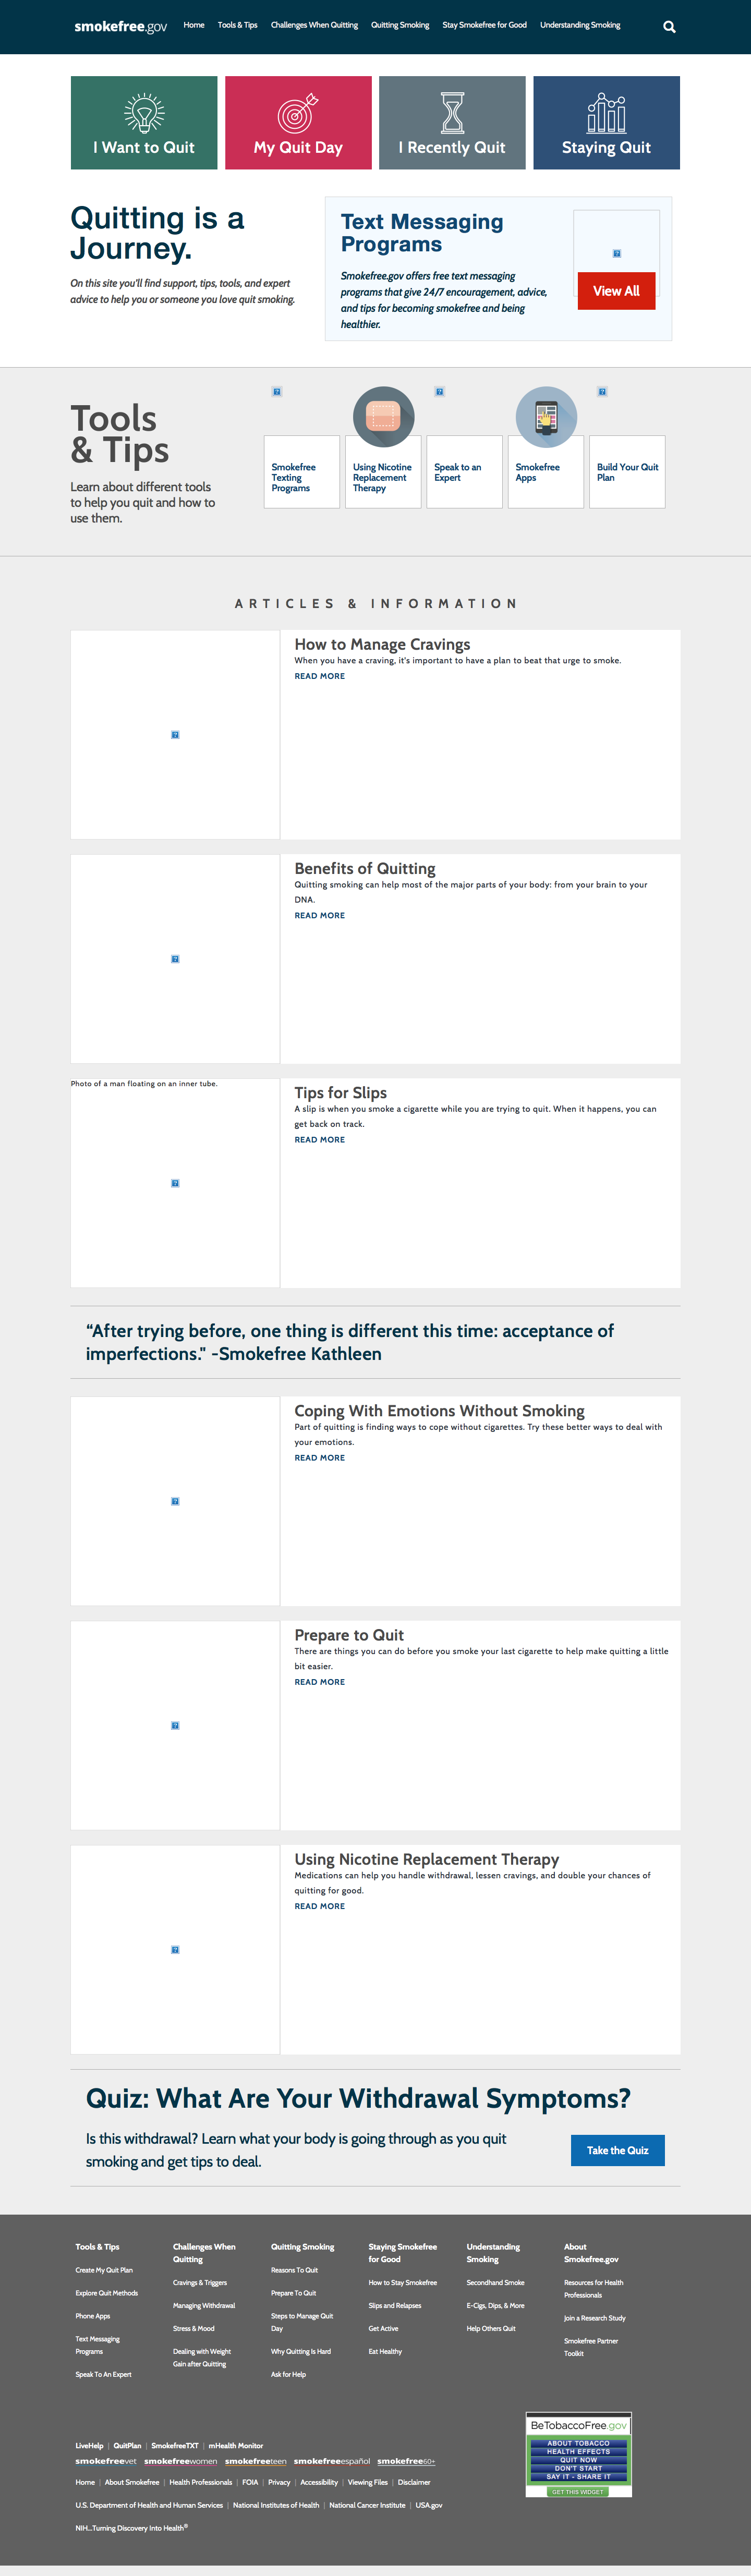 smokefree.gov
Home Tools & Tips Challenges When Quitting Quitting Smoking Stay Smokefree for Good Understanding Smoking
I Want to Quit
My Quit Day
I Recently Quit
Staying Quit
Quitting is a
Journey.
On this site you'll find support, tips, tools, and expert
advice to help you or someone you love quit smoking.
Text Messaging
Programs
Smokefree.gov offers free text messaging
programs that give 24/7 encouragement, advice,
and tips for becoming smokefree and being
healthier.
View All
Tools
& Tips
Learn about different tools
to help you quit and how to
use them.
Smokefree
Texting
Programs
Using Nicotine
Replacement
Therapy
Speak to an
Expert
Smokefree
Apps
Build Your Quit
Plan
ARTICLES & INFORMATION
How to Manage Cravings
When you have a craving, it's important to have a plan to beat that urge to smoke.
READ MORE
Benefits of Quitting
Quitting smoking can help most of the major parts of your body: from your brain to your
DNA.
READ MORE
Photo of a man floating on an inner tube.
Tips for Slips
A slip is when you smoke a cigarette while you are trying to quit. When it happens, you can
get back on track.
READ MORE
“After trying before, one thing is different this time: acceptance of
imperfections." -Smokefree Kathleen
Coping With Emotions Without Smoking
Part of quitting is finding ways to cope without cigarettes. Try these better ways to deal with
your emotions.
READ MORE
Prepare to Quit
There are things you can do before you smoke your last cigarette to help make quitting a little
bit easier.
READ MORE
Using Nicotine Replacement Therapy
Medications can help you handle withdrawal, lessen cravings, and double your chances of
quitting for good.
READ MORE
Quiz: What Are Your Withdrawal Symptoms?
Is this withdrawal? Learn what your body is going through as you quit
smoking and get tips to deal.
Take the Quiz
Tools & Tips
Create My Quit Plan
Explore Quit Methods
Phone Apps
Text Messaging
Programs
Speak To An Expert
Challenges When
Quitting
Cravings & Triggers
Managing Withdrawal
Stress & Mood
Dealing with Weight
Gain after Quitting
Quitting Smoking
Reasons To Quit
Prepare To Quit
Steps to Manage Quit
Day
Why Quitting Is Hard
Ask for Help
Staying Smokefree
for Good
How to Stay Smokefree
Slips and Relapses
Get Active
Eat Healthy
Understanding
Smoking
Secondhand Smoke
E-Cigs, Dips, & More
Help Others Quit
About
Smokefree.gov
Resources for Health
Professionals
Join a Research Study
Smokefree Partner
Toolkit
LiveHelp | QuitPlan | SmokefreeTXT | mHealth Monitor
smokefreevet smokefreewomen smokefreeteen smokefreeespañol smokefree60+
Home | About Smokefree | Health Professionals | FOIA | Privacy | Accessibility | Viewing Files | Disclaimer
U.S. Department of Health and Human Services | National Institutes of Health | National Cancer Institute | USA.gov
NIH...Turning Discovery Into Health®
BeTobaccoFree.gov
ABOUT TOBACCO
HEALTH EFFECTS
QUIT NOW
DON'T START
SAY IT - SHARE IT
GET THIS WIDGET